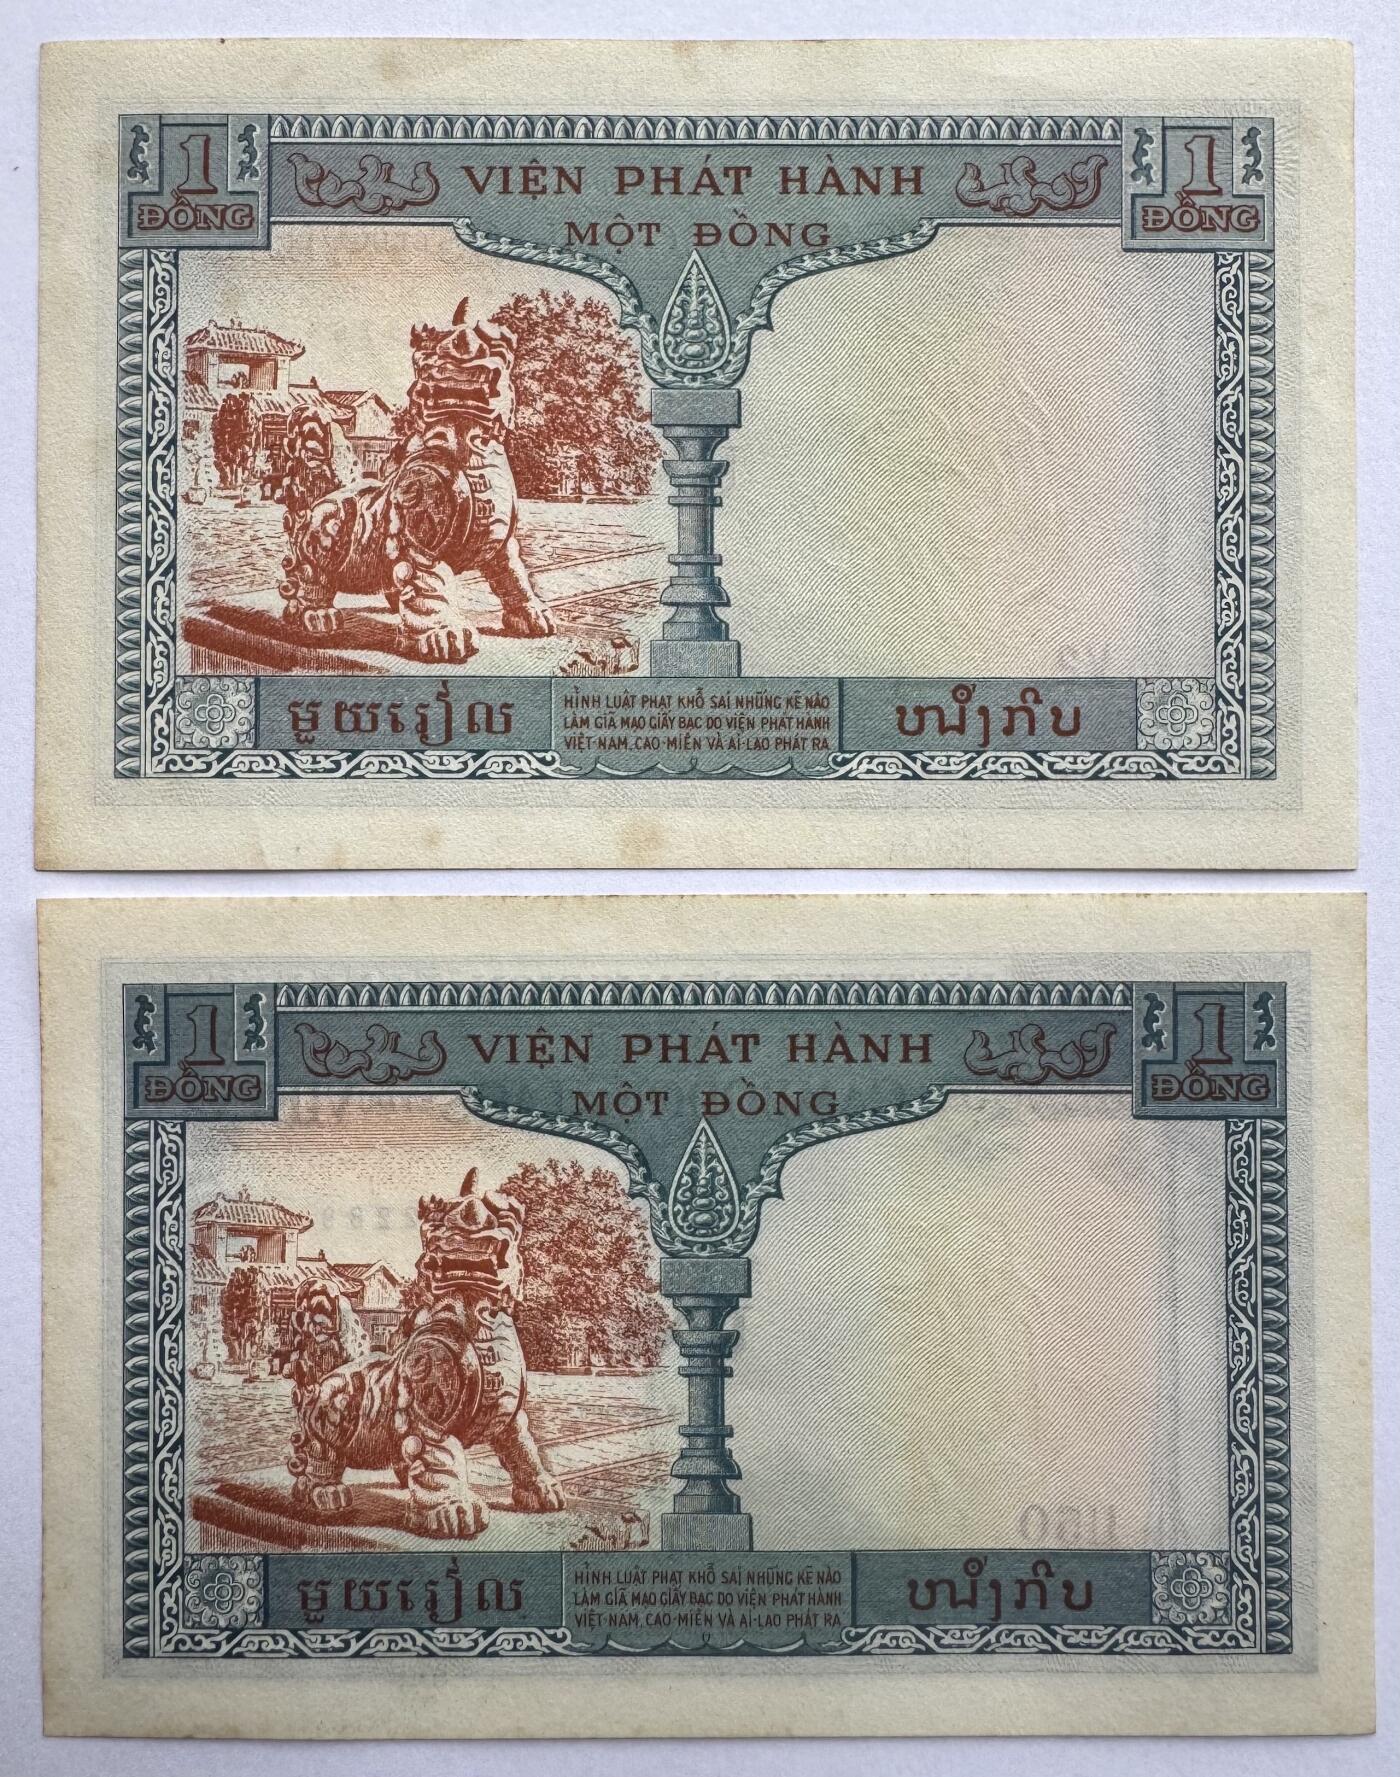 1
ĐỒNG
VIỆN PHÁT HÀNH
MỘT ĐỒNG
1
ĐỒNG
មួយរៀល
HÌNH LUẬT PHẠT KHỔ SAI NHỮNG KẺ NÀO
LÀM GIẢ MẠO GIẤY BẠC DO VIỆN PHÁT HÀNH
VIỆT-NAM, CAO-MIÊN VÀ AI-LAO PHÁT RA
ໜຶ່ງກີບ
1
ĐỒNG
VIỆN PHÁT HÀNH
MỘT ĐỒNG
1
ĐỒNG
មួយរៀល
HÌNH LUẬT PHẠT KHỔ SAI NHỮNG KẺ NÀO
LÀM GIẢ MẠO GIẤY BẠC DO VIỆN PHÁT HÀNH
VIỆT-NAM, CAO-MIÊN VÀ AI-LAO PHÁT RA
ໜຶ່ງກີບ